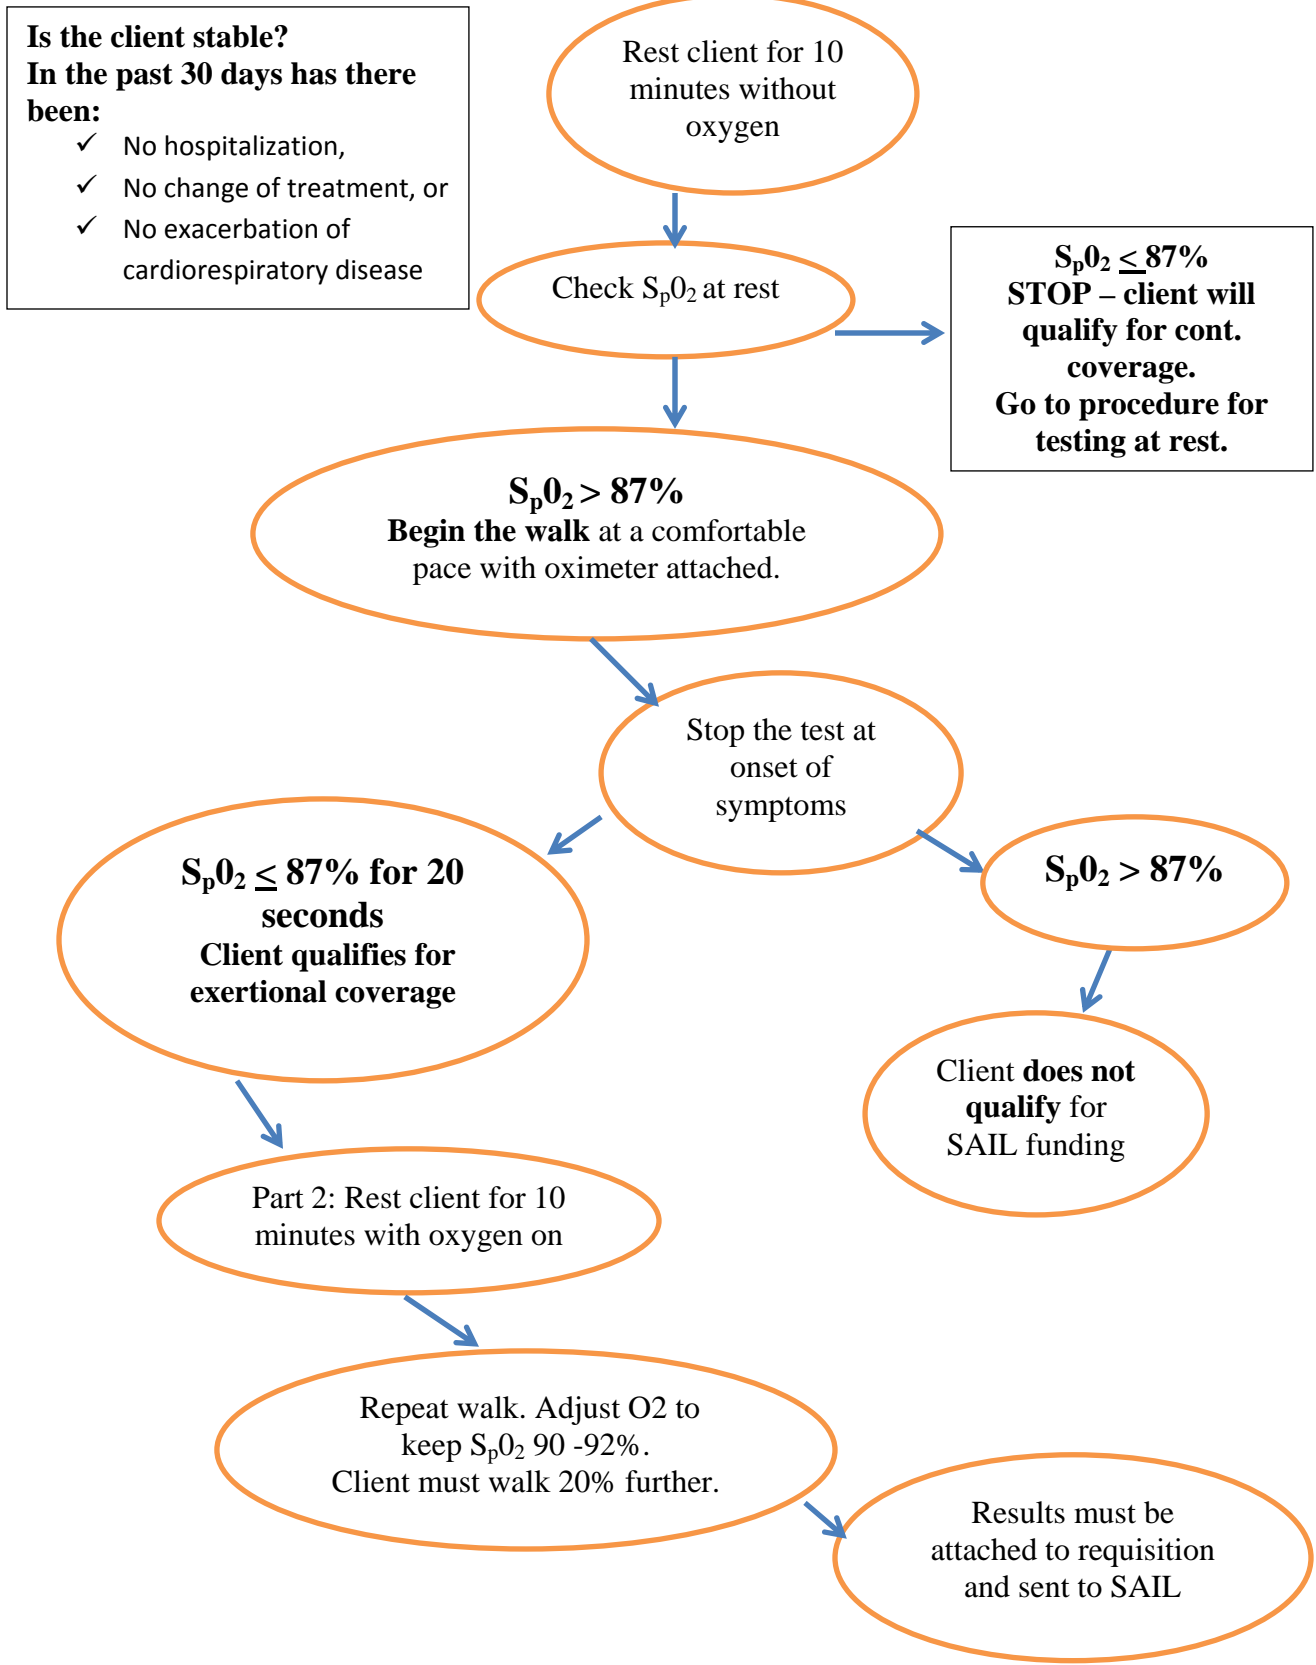 Is the client stable?
In the past 30 days has there
been:
✓ No hospitalization,
✓ No change of treatment, or
✓ No exacerbation of
cardiorespiratory disease
Rest client for 10
minutes without
oxygen
Check Sp02 at rest
Sp02 < 87%
STOP – client will
qualify for cont.
coverage.
Go to procedure for
testing at rest.
Sp02 > 87%
Begin the walk at a comfortable
pace with oximeter attached.
Stop the test at
onset of
symptoms
Sp02 < 87% for 20
seconds
Client qualifies for
exertional coverage
Sp02 > 87%
Client does not
qualify for
SAIL funding
Part 2: Rest client for 10
minutes with oxygen on
Repeat walk. Adjust O2 to
keep Sp02 90 -92%.
Client must walk 20% further.
Results must be
attached to requisition
and sent to SAIL